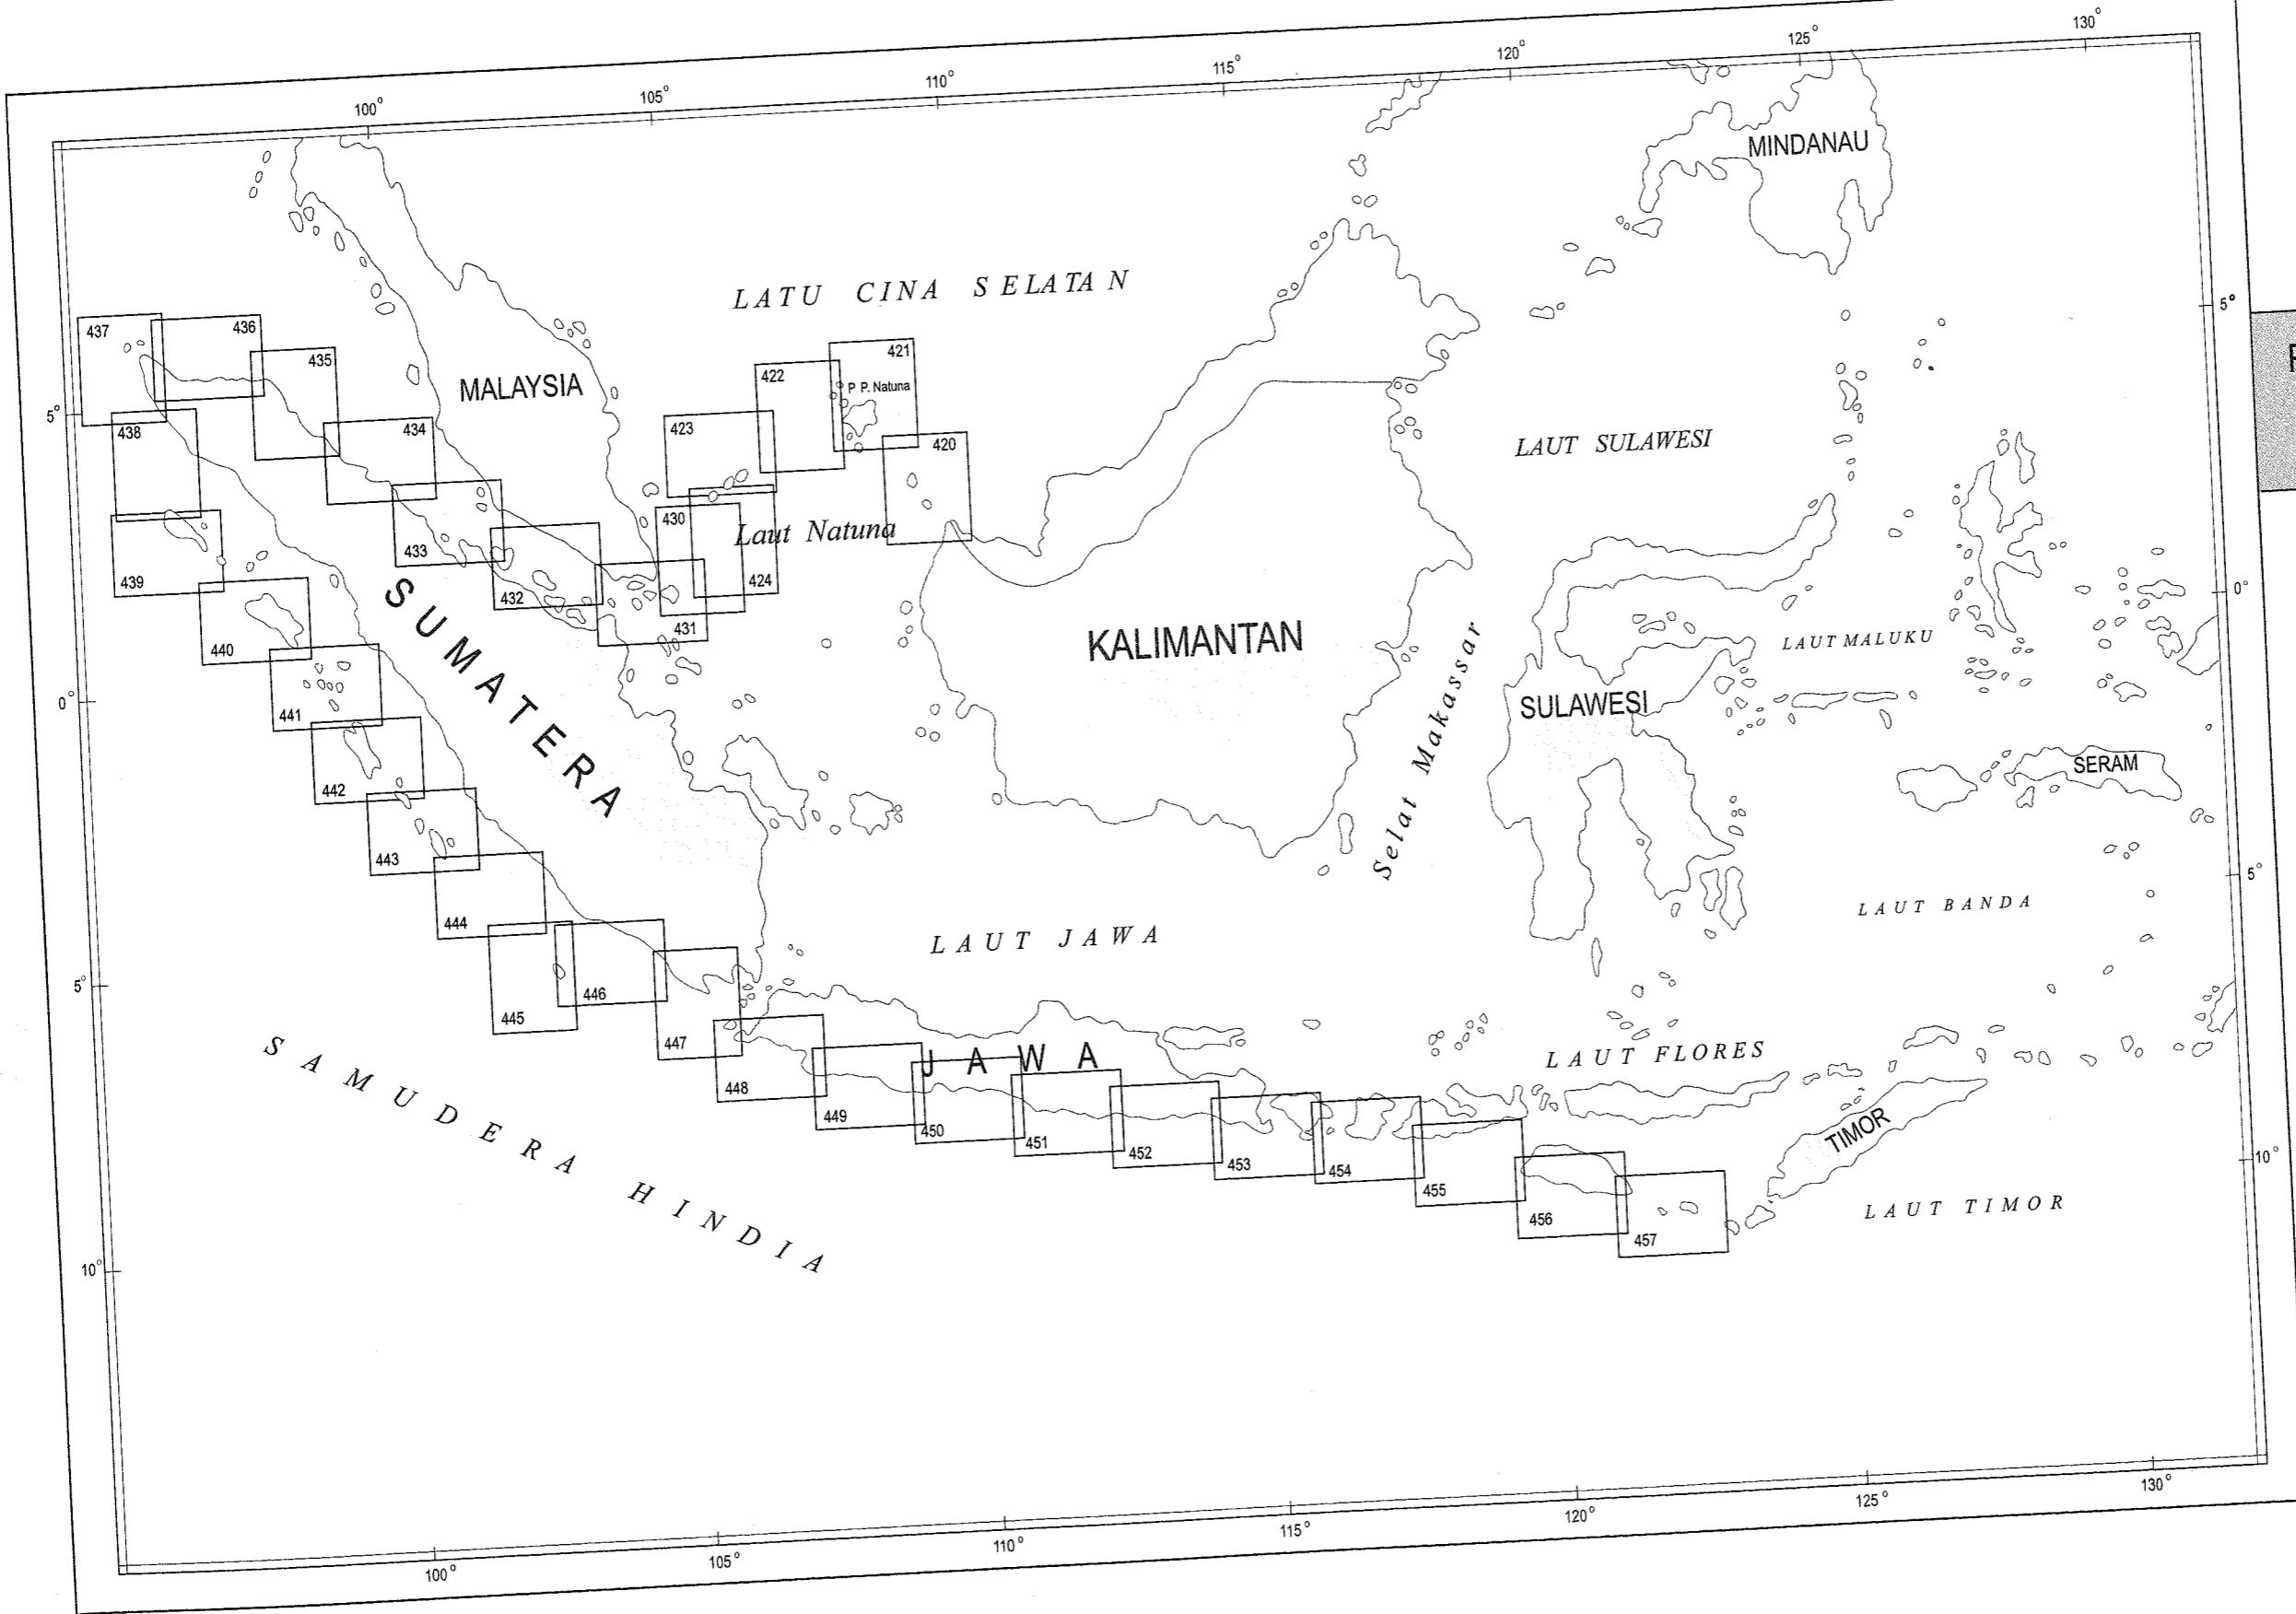 100° 105° 110° 115° 120° 125° 130°
MINDANAU
LATU CINA SELATAN
5°
437 436 435
421
422
P P. Natuna
MALAYSIA
5°
438 434
423
420
LAUT SULAWESI
430
Laut Natuna
433
439
432
424
0°
SUMATERA
440
431
KALIMANTAN
LAUT MALUKU
Selat Makassar
0°
441
SULAWESI
SERAM
442
443
5°
LAUT BANDA
444
LAUT JAWA
5°
446
445
447
JAWA
LAUT FLORES
SAMUDERA HINDIA
448
449
450
451
452
453
454
455
456
457
TIMOR
10°
LAUT TIMOR
10°
100° 105° 110° 115° 120° 125° 130°